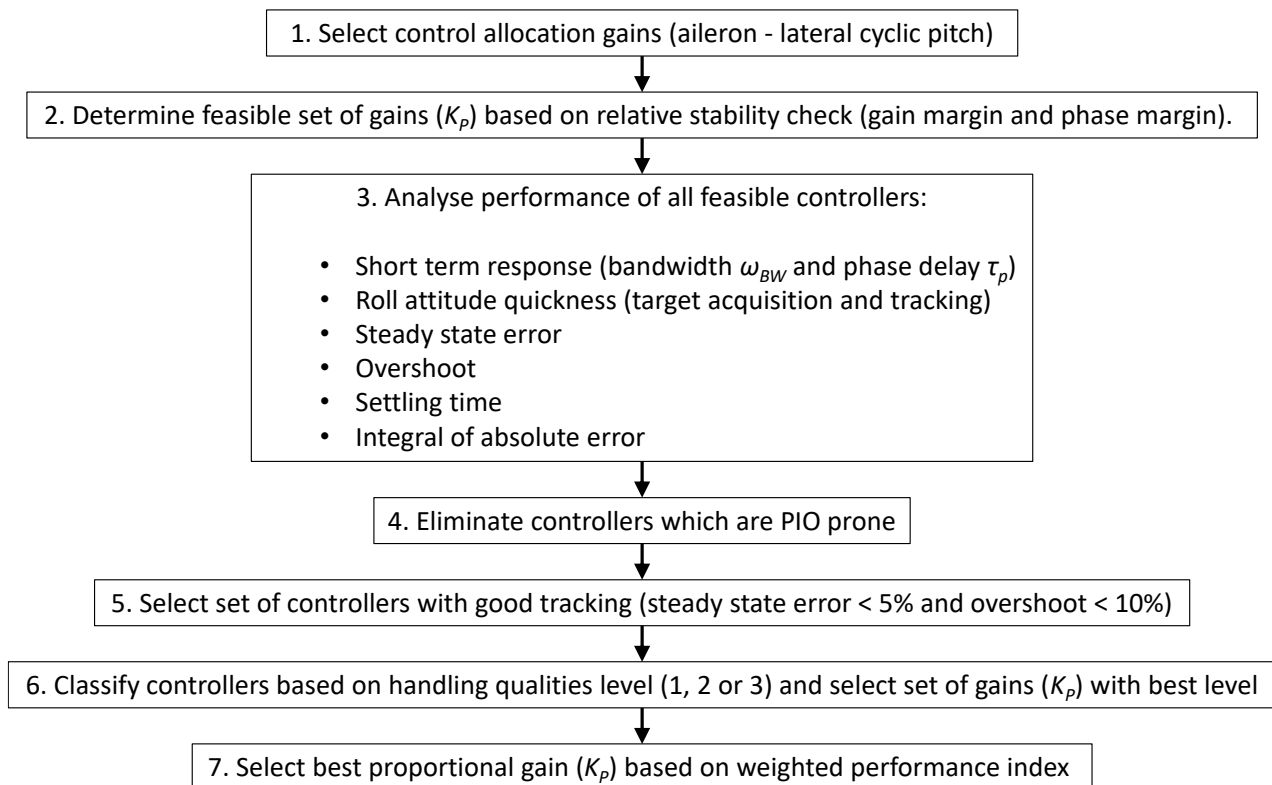 1. Select control allocation gains (aileron - lateral cyclic pitch)
2. Determine feasible set of gains (K_P) based on relative stability check (gain margin and phase margin).
3. Analyse performance of all feasible controllers:
• Short term response (bandwidth ω_BW and phase delay τ_p)
• Roll attitude quickness (target acquisition and tracking)
• Steady state error
• Overshoot
• Settling time
• Integral of absolute error
4. Eliminate controllers which are PIO prone
5. Select set of controllers with good tracking (steady state error < 5% and overshoot < 10%)
6. Classify controllers based on handling qualities level (1, 2 or 3) and select set of gains (K_P) with best level
7. Select best proportional gain (K_P) based on weighted performance index